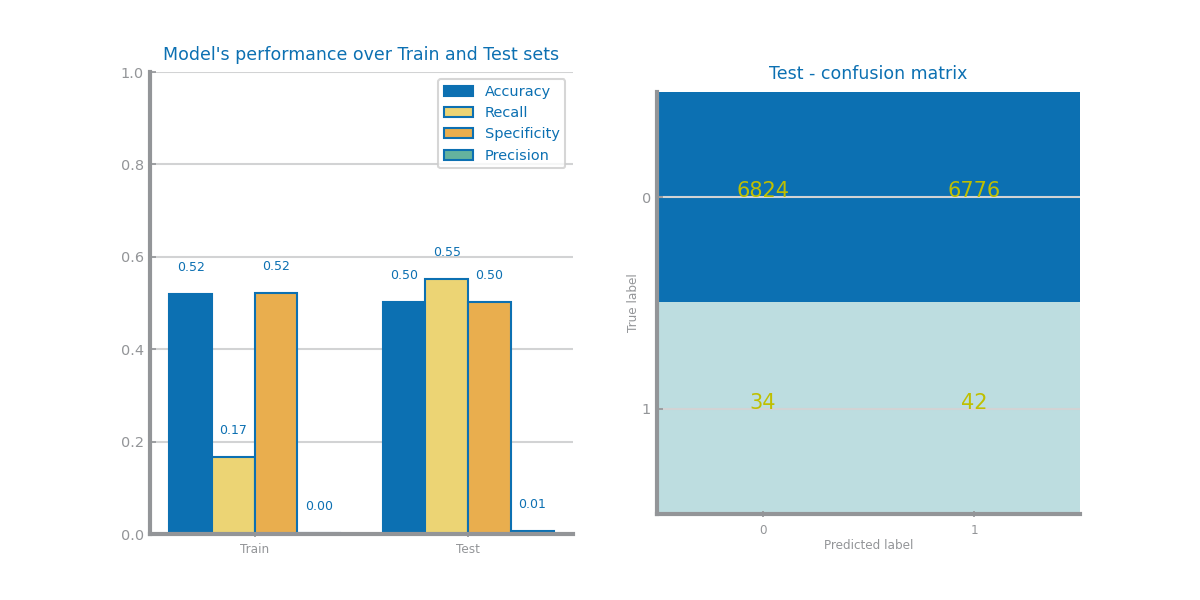 Model's performance over Train and Test sets
1.0
0.8
0.6
0.4
0.2
0.0
Accuracy
Recall
Specificity
Precision
0.52
0.17
0.52
0.00
0.50
0.55
0.50
0.01
Train
Test
Test - confusion matrix
True label
0
1
6824 6776
34 42
0 1
Predicted label